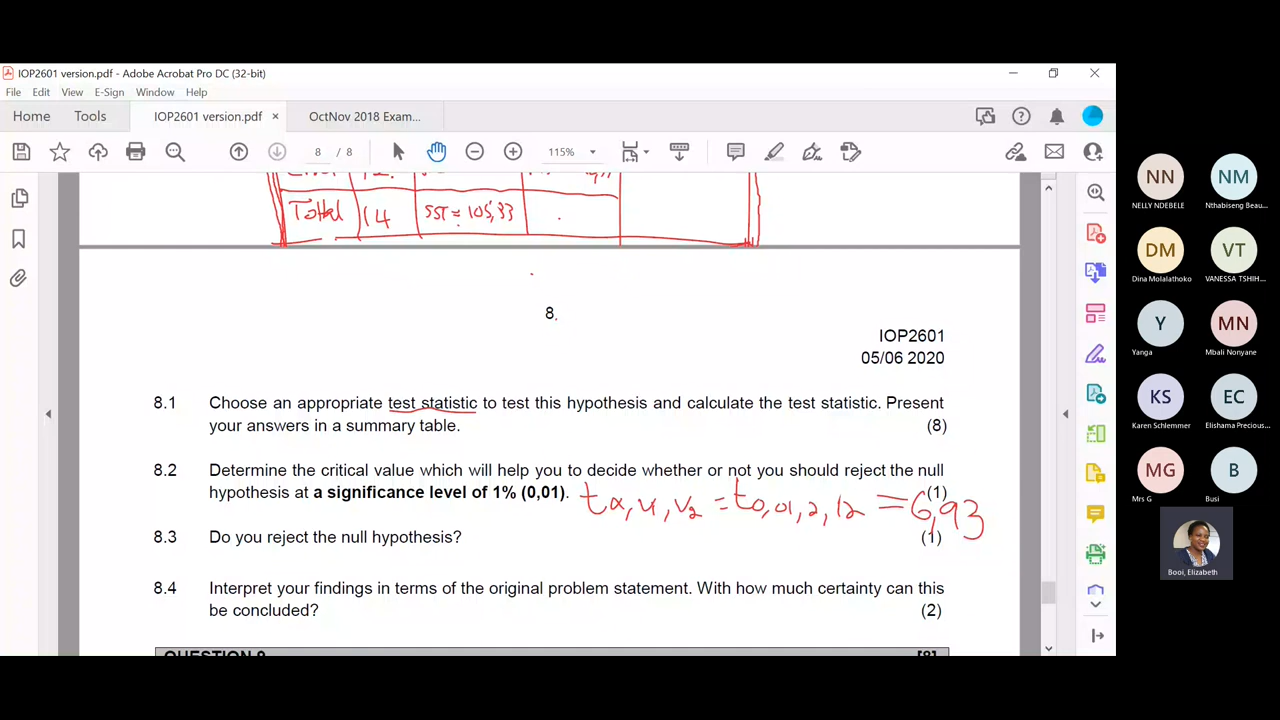 IOP2601 version.pdf - Adobe Acrobat Pro DC (32-bit)
File Edit View E-Sign Window Help
Home Tools IOP2601 version.pdf × OctNov 2018 Exam...
8 / 8 115%
Total 14 SST = 105,33
8.
IOP2601
05/06 2020
8.1 Choose an appropriate test statistic to test this hypothesis and calculate the test statistic. Present
your answers in a summary table. (8)
8.2 Determine the critical value which will help you to decide whether or not you should reject the null
hypothesis at a significance level of 1% (0,01). (1)
tα, v1, v2 = t0,01, 2, 12 = 6,93
8.3 Do you reject the null hypothesis? (1)
8.4 Interpret your findings in terms of the original problem statement. With how much certainty can this
be concluded? (2)
QUESTION 9 [8]
NN NM
NELLY NDEBELE Nthabiseng Beau...
DM VT
Dina Molalathoko VANESSA TSHIH...
Y MN
Yanga Mbali Nonyane
KS EC
Karen Schlemmer Elishama Precious...
MG B
Mrs G Busi
Booi, Elizabeth